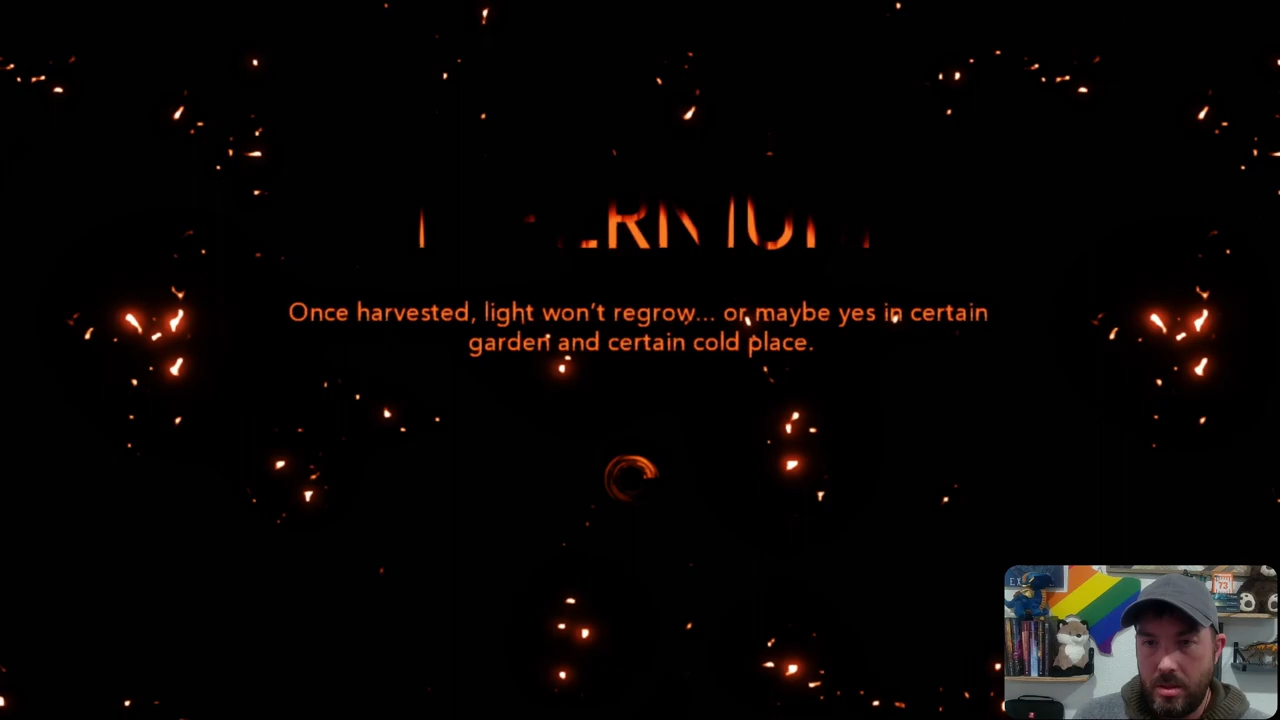 Once harvested, light won't regrow... or maybe yes in certain
garden and certain cold place.